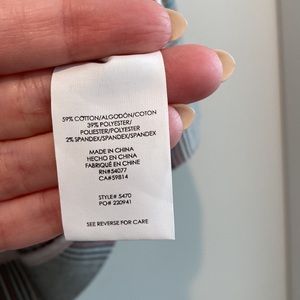 59% COTTON/ALGODÓN/COTON
39% POLYESTER/
POLIESTER/POLYESTER
2% SPANDEX/SPANDEX/SPANDEX
MADE IN CHINA
HECHO EN CHINA
FABRIQUÉ EN CHINE
RN#54077
CA#59814
STYLE# 5470
PO# 220941
SEE REVERSE FOR CARE